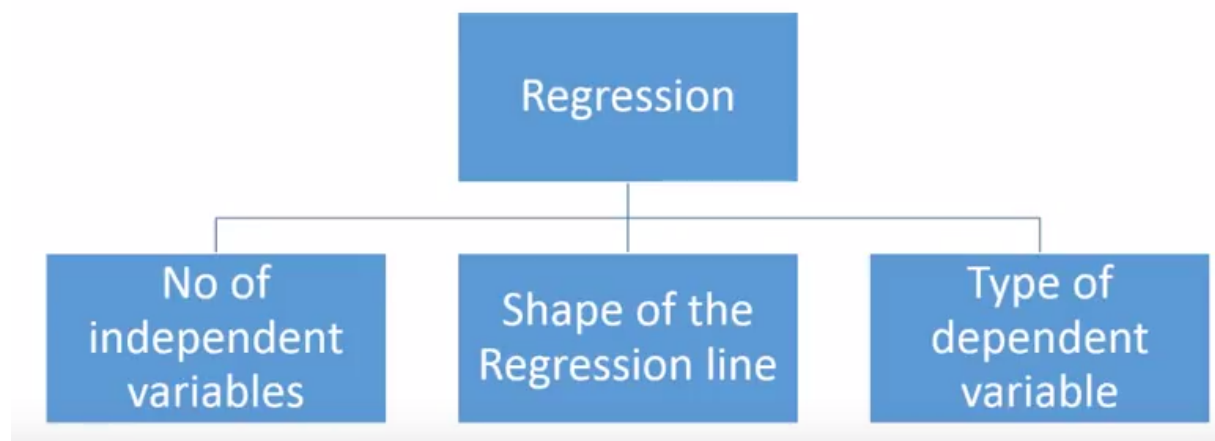 Regression
No of
independent
variables
Shape of the
Regression line
Type of
dependent
variable